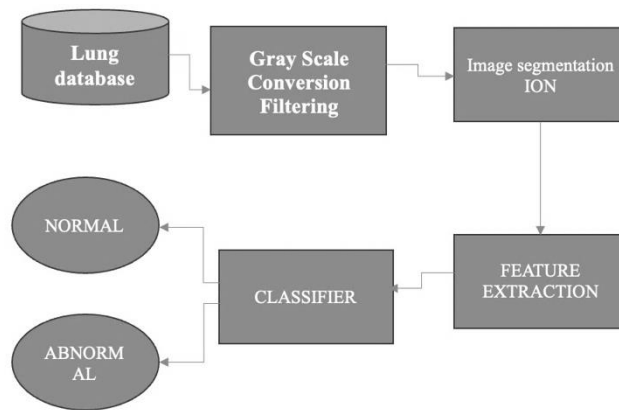 Lung
database
Gray Scale
Conversion
Filtering
Image segmentation
ION
FEATURE
EXTRACTION
CLASSIFIER
NORMAL
ABNORM
AL